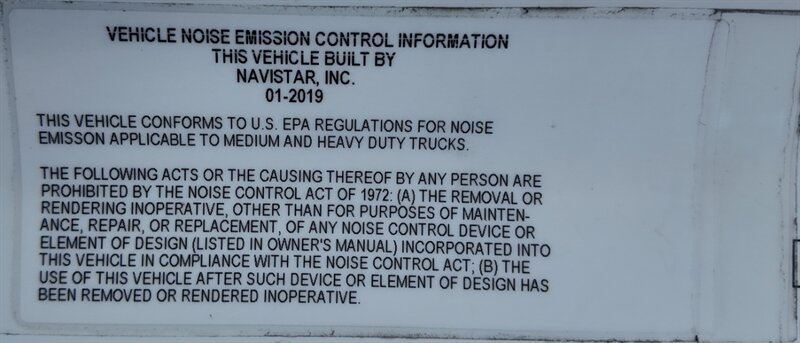 VEHICLE NOISE EMISSION CONTROL INFORMATION
THIS VEHICLE BUILT BY
NAVISTAR, INC.
01-2019
THIS VEHICLE CONFORMS TO U.S. EPA REGULATIONS FOR NOISE
EMISSON APPLICABLE TO MEDIUM AND HEAVY DUTY TRUCKS.
THE FOLLOWING ACTS OR THE CAUSING THEREOF BY ANY PERSON ARE
PROHIBITED BY THE NOISE CONTROL ACT OF 1972: (A) THE REMOVAL OR
RENDERING INOPERATIVE, OTHER THAN FOR PURPOSES OF MAINTEN-
ANCE, REPAIR, OR REPLACEMENT, OF ANY NOISE CONTROL DEVICE OR
ELEMENT OF DESIGN (LISTED IN OWNER'S MANUAL) INCORPORATED INTO
THIS VEHICLE IN COMPLIANCE WITH THE NOISE CONTROL ACT; (B) THE
USE OF THIS VEHICLE AFTER SUCH DEVICE OR ELEMENT OF DESIGN HAS
BEEN REMOVED OR RENDERED INOPERATIVE.